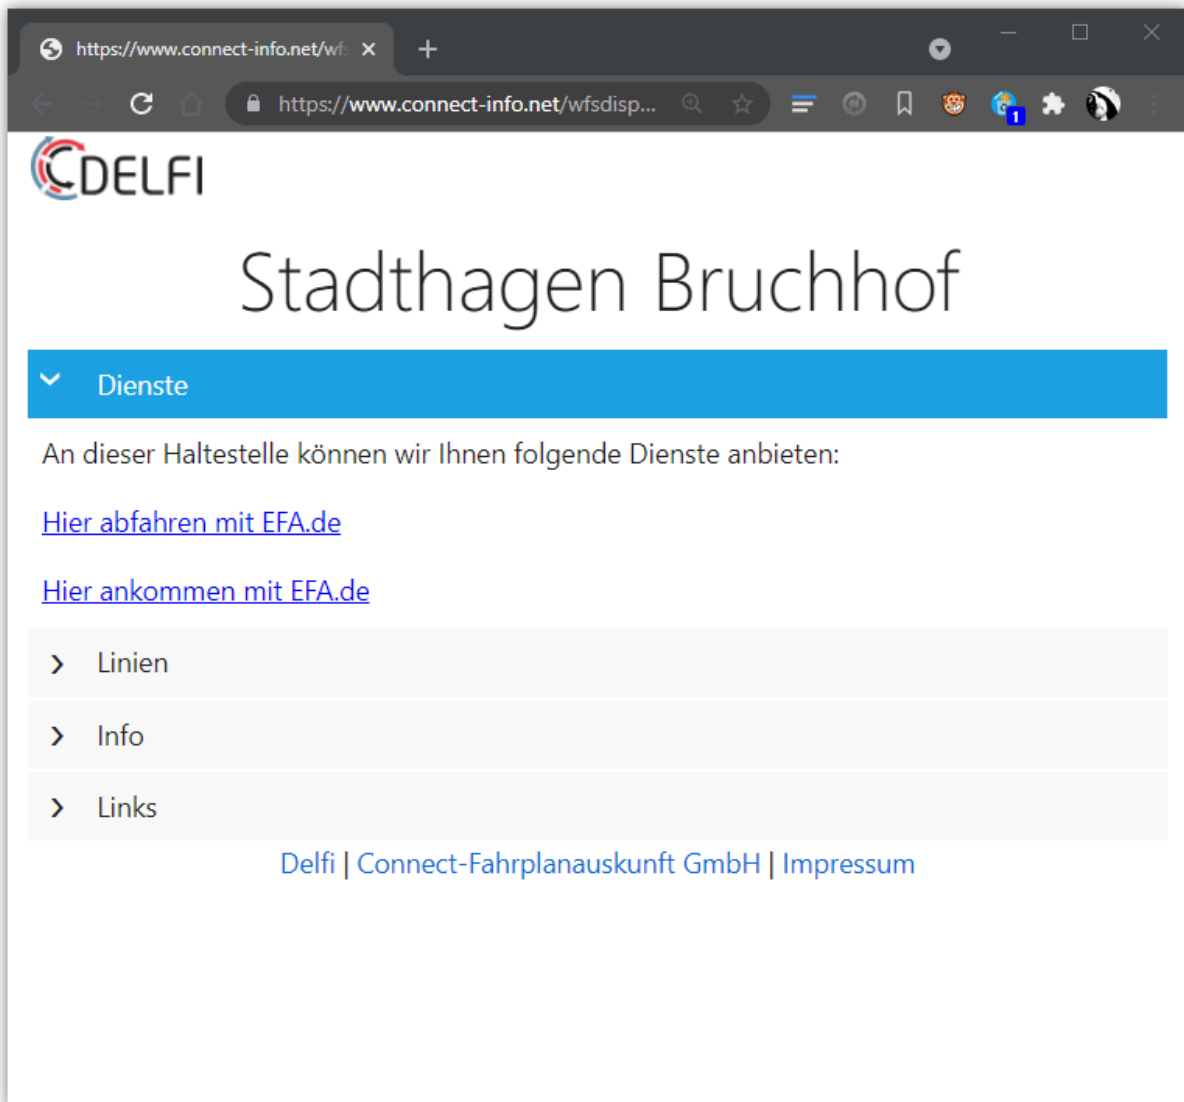 https://www.connect-info.net/wfs
https://www.connect-info.net/wfsdisp...
1
DELFI
Stadthagen Bruchhof
Dienste
An dieser Haltestelle können wir Ihnen folgende Dienste anbieten:
Hier abfahren mit EFA.de
Hier ankommen mit EFA.de
Linien
Info
Links
Delfi | Connect-Fahrplanauskunft GmbH | Impressum